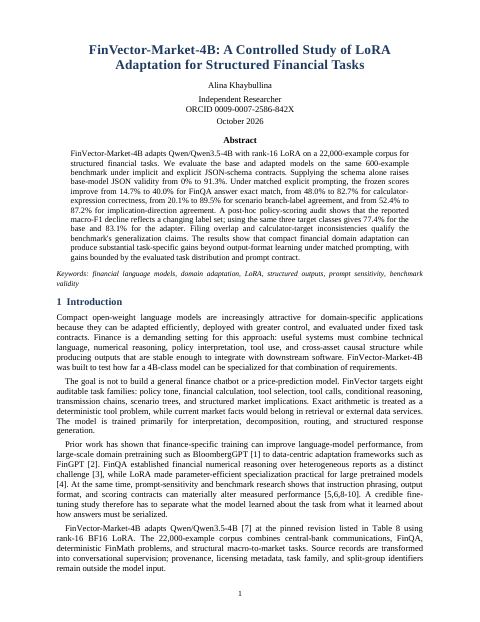 FinVector-Market-4B: A Controlled Study of LoRA
Adaptation for Structured Financial Tasks
Alina Khaybullina
Independent Researcher
ORCID 0009-0007-2586-842X
October 2026
Abstract
FinVector-Market-4B adapts Qwen/Qwen3.5-4B with rank-16 LoRA on a 22,000-example corpus for
structured financial tasks. We evaluate the base and adapted models on the same 600-example
benchmark under implicit and explicit JSON-schema contracts. Supplying the schema alone raises
base-model JSON validity from 0% to 91.3%. Under matched explicit prompting, the frozen scores
improve from 14.7% to 40.0% for FinQA answer exact match, from 48.0% to 82.7% for calculator-
expression correctness, from 20.1% to 89.5% for scenario branch-label agreement, and from 52.4% to
87.2% for implication-direction agreement. A post-hoc policy-scoring audit shows that the reported
macro-F1 decline reflects a changing label set; using the same three target classes gives 77.4% for the
base and 83.1% for the adapter. Filing overlap and calculator-target inconsistencies qualify the
benchmark's generalization claims. The results show that compact financial domain adaptation can
produce substantial task-specific gains beyond output-format learning under matched prompting, with
gains bounded by the evaluated task distribution and prompt contract.
Keywords: financial language models, domain adaptation, LoRA, structured outputs, prompt sensitivity, benchmark
validity
1 Introduction
Compact open-weight language models are increasingly attractive for domain-specific applications
because they can be adapted efficiently, deployed with greater control, and evaluated under fixed task
contracts. Finance is a demanding setting for this approach: useful systems must combine technical
language, numerical reasoning, policy interpretation, tool use, and cross-asset causal structure while
producing outputs that are stable enough to integrate with downstream software. FinVector-Market-4B
was built to test how far a 4B-class model can be specialized for that combination of requirements.
The goal is not to build a general finance chatbot or a price-prediction model. FinVector targets eight
auditable task families: policy tone, financial calculation, tool selection, tool calls, conditional reasoning,
transmission chains, scenario trees, and structured market implications. Exact arithmetic is treated as a
deterministic tool problem, while current market facts would belong in retrieval or external data services.
The model is trained primarily for interpretation, decomposition, routing, and structured response
generation.
Prior work has shown that finance-specific training can improve language-model performance, from
large-scale domain pretraining such as BloombergGPT [1] to data-centric adaptation frameworks such as
FinGPT [2]. FinQA established financial numerical reasoning over heterogeneous reports as a distinct
challenge [3], while LoRA made parameter-efficient specialization practical for large pretrained models
[4]. At the same time, prompt-sensitivity and benchmark research shows that instruction phrasing, output
format, and scoring contracts can materially alter measured performance [5,6,8-10]. A credible fine-
tuning study therefore has to separate what the model learned about the task from what it learned about
how answers must be serialized.
FinVector-Market-4B adapts Qwen/Qwen3.5-4B [7] at the pinned revision listed in Table 8 using
rank-16 BF16 LoRA. The 22,000-example corpus combines central-bank communications, FinQA,
deterministic FinMath problems, and structural macro-to-market tasks. Source records are transformed
into conversational supervision; provenance, licensing metadata, task family, and split-group identifiers
remain outside the model input.
1